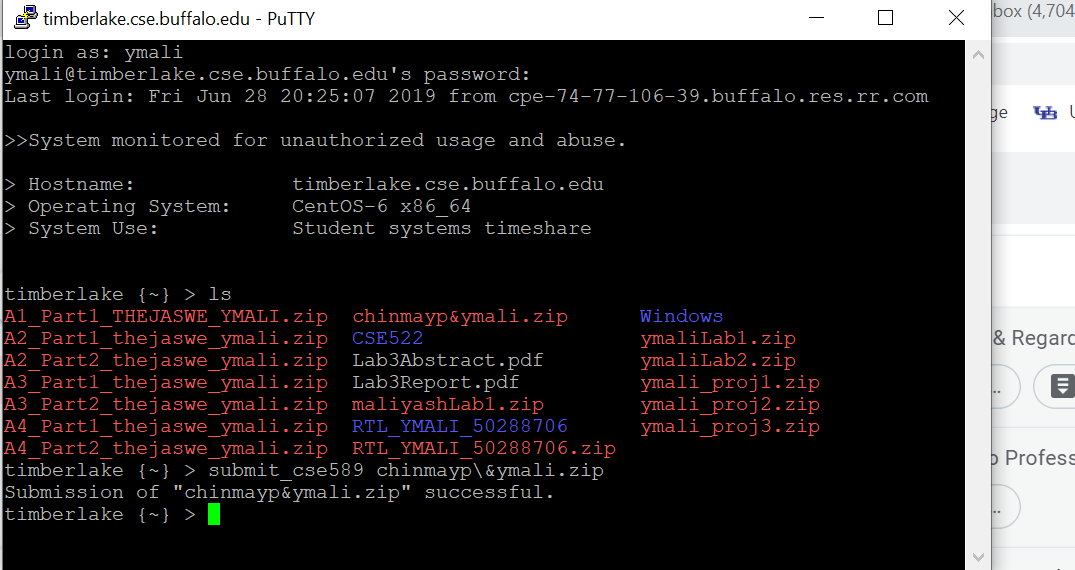 timberlake.cse.buffalo.edu - PuTTY
box (4,704
login as: ymali
ymali@timberlake.cse.buffalo.edu's password:
Last login: Fri Jun 28 20:25:07 2019 from cpe-74-77-106-39.buffalo.res.rr.com
ge UB U
>>System monitored for unauthorized usage and abuse.
> Hostname: timberlake.cse.buffalo.edu
> Operating System: CentOS-6 x86_64
> System Use: Student systems timeshare
timberlake {~} > ls
A1_Part1_THEJASWE_YMALI.zip chinmayp&ymali.zip Windows
A2_Part1_thejaswe_ymali.zip CSE522 ymaliLab1.zip
& Regard
A2_Part2_thejaswe_ymali.zip Lab3Abstract.pdf ymaliLab2.zip
A3_Part1_thejaswe_ymali.zip Lab3Report.pdf ymali_proj1.zip
..
A3_Part2_thejaswe_ymali.zip maliyashLab1.zip ymali_proj2.zip
A4_Part1_thejaswe_ymali.zip RTL_YMALI_50288706 ymali_proj3.zip
A4_Part2_thejaswe_ymali.zip RTL_YMALI_50288706.zip
o Profess
timberlake {~} > submit_cse589 chinmayp\&ymali.zip
Submission of "chinmayp&ymali.zip" successful.
..
timberlake {~} >